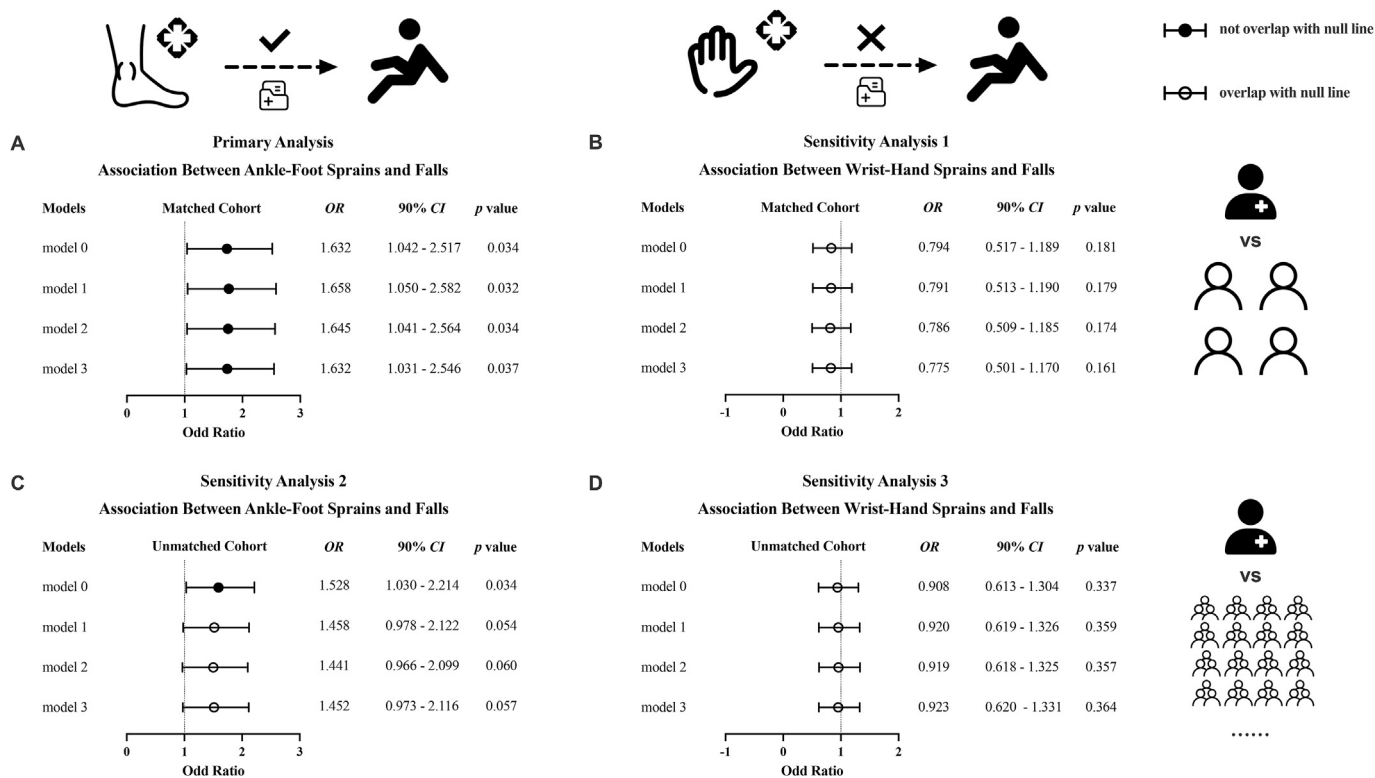 not overlap with null line
overlap with null line
A
Primary Analysis
Association Between Ankle-Foot Sprains and Falls
Models Matched Cohort OR 90% CI p value
model 0 1.632 1.042 - 2.517 0.034
model 1 1.658 1.050 - 2.582 0.032
model 2 1.645 1.041 - 2.564 0.034
model 3 1.632 1.031 - 2.546 0.037
0 1 2 3
Odd Ratio
B
Sensitivity Analysis 1
Association Between Wrist-Hand Sprains and Falls
Models Matched Cohort OR 90% CI p value
model 0 0.794 0.517 - 1.189 0.181
model 1 0.791 0.513 - 1.190 0.179
model 2 0.786 0.509 - 1.185 0.174
model 3 0.775 0.501 - 1.170 0.161
-1 0 1 2
Odd Ratio
vs
C
Sensitivity Analysis 2
Association Between Ankle-Foot Sprains and Falls
Models Unmatched Cohort OR 90% CI p value
model 0 1.528 1.030 - 2.214 0.034
model 1 1.458 0.978 - 2.122 0.054
model 2 1.441 0.966 - 2.099 0.060
model 3 1.452 0.973 - 2.116 0.057
0 1 2 3
Odd Ratio
D
Sensitivity Analysis 3
Association Between Wrist-Hand Sprains and Falls
Models Unmatched Cohort OR 90% CI p value
model 0 0.908 0.613 - 1.304 0.337
model 1 0.920 0.619 - 1.326 0.359
model 2 0.919 0.618 - 1.325 0.357
model 3 0.923 0.620 - 1.331 0.364
-1 0 1 2
Odd Ratio
vs
......